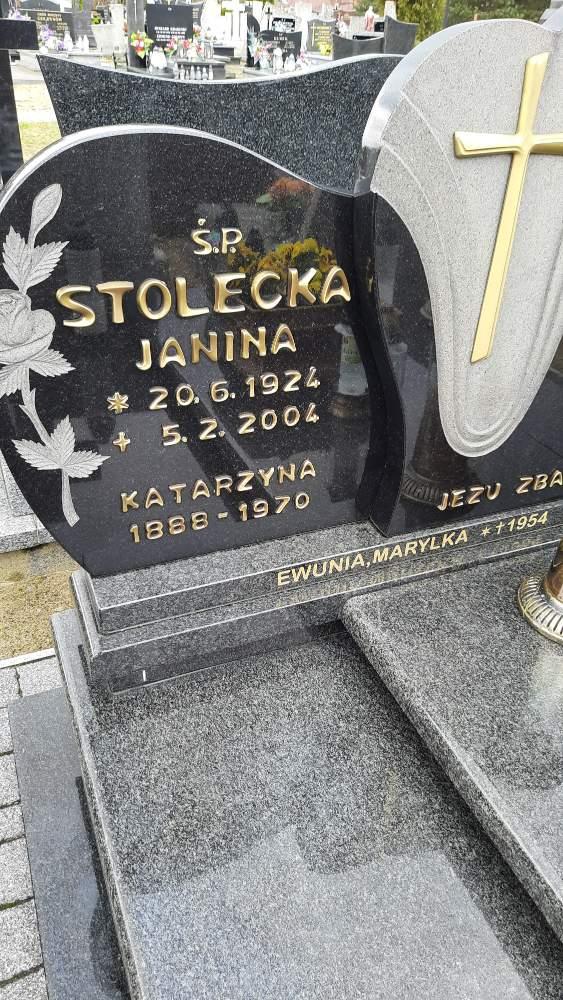 Ś.P.
STOLECKA
JANINA
* 20. 6. 1924
+ 5. 2. 2004
KATARZYNA
1888 - 1970
JEZU ZBA
EWUNIA, MARYLKA *†1954